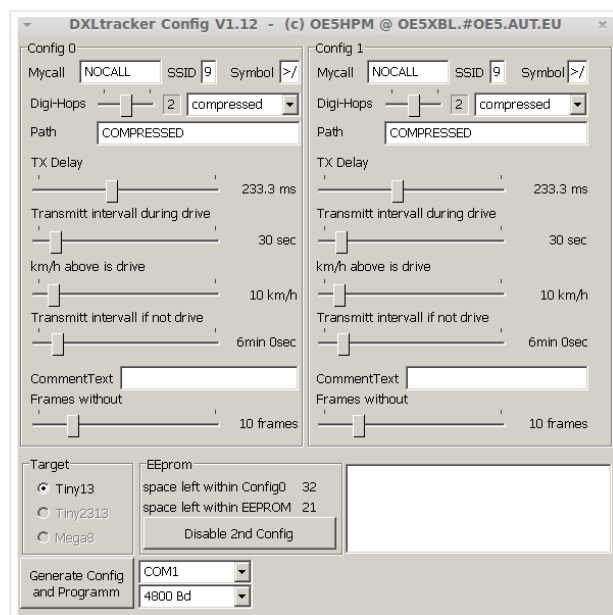 DXLtracker Config V1.12 - (c) OE5HPM @ OE5XBL.#OE5.AUT.EU
Config 0
Mycall NOCALL SSID 9 Symbol >/
Digi-Hops 2 compressed
Path COMPRESSED
TX Delay
233.3 ms
Transmitt intervall during drive
30 sec
km/h above is drive
10 km/h
Transmitt intervall if not drive
6min 0sec
CommentText
Frames without
10 frames
Config 1
Mycall NOCALL SSID 9 Symbol >/
Digi-Hops 2 compressed
Path COMPRESSED
TX Delay
233.3 ms
Transmitt intervall during drive
30 sec
km/h above is drive
10 km/h
Transmitt intervall if not drive
6min 0sec
CommentText
Frames without
10 frames
Target
Tiny13
Tiny2313
Mega8
EEprom
space left within Config0 32
space left within EEPROM 21
Disable 2nd Config
Generate Config
and Programm
COM1
4800 Bd